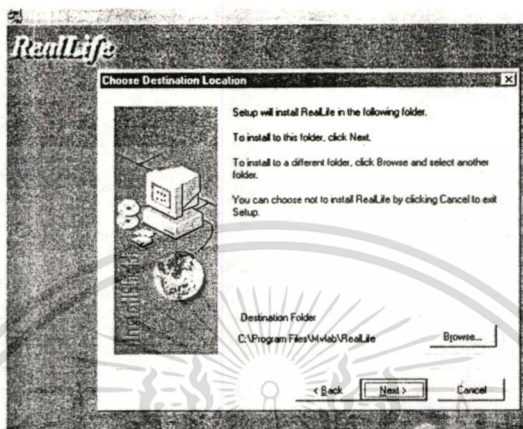 RealLife
Choose Destination Location
Setup will install RealLife in the following folder.
To install to this folder, click Next.
To install to a different folder, click Browse and select another
folder.
You can choose not to install RealLife by clicking Cancel to exit
Setup.
Destination Folder
C:\Program Files\Mvlab\RealLife
Browse...
< Back
Next >
Cancel